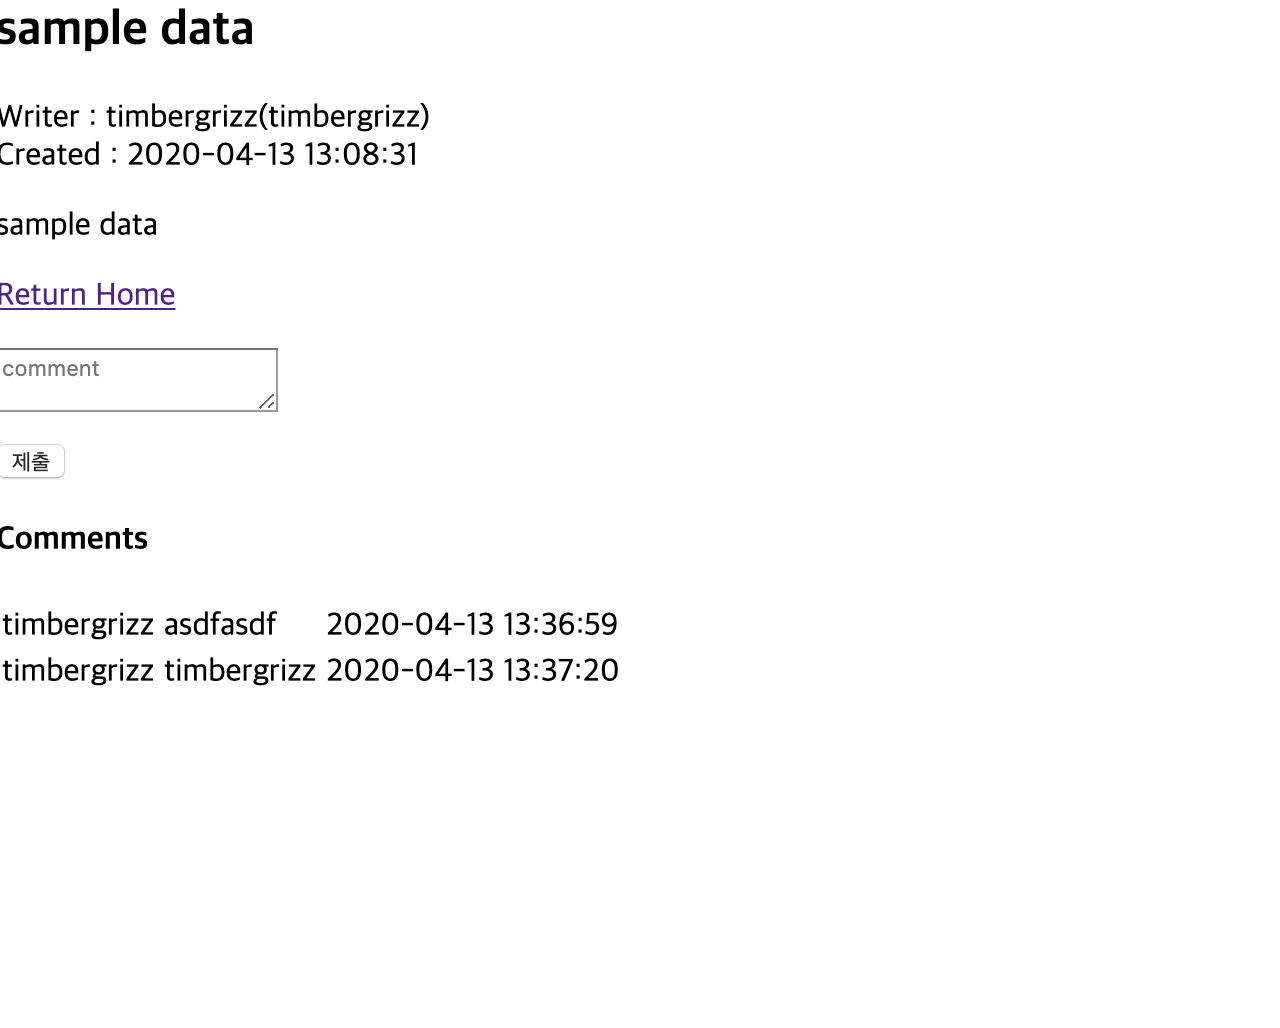 sample data
Writer : timbergrizz(timbergrizz)
Created : 2020-04-13 13:08:31
sample data
Return Home
comment
제출
Comments
timbergrizz asdfasdf 2020-04-13 13:36:59
timbergrizz timbergrizz 2020-04-13 13:37:20